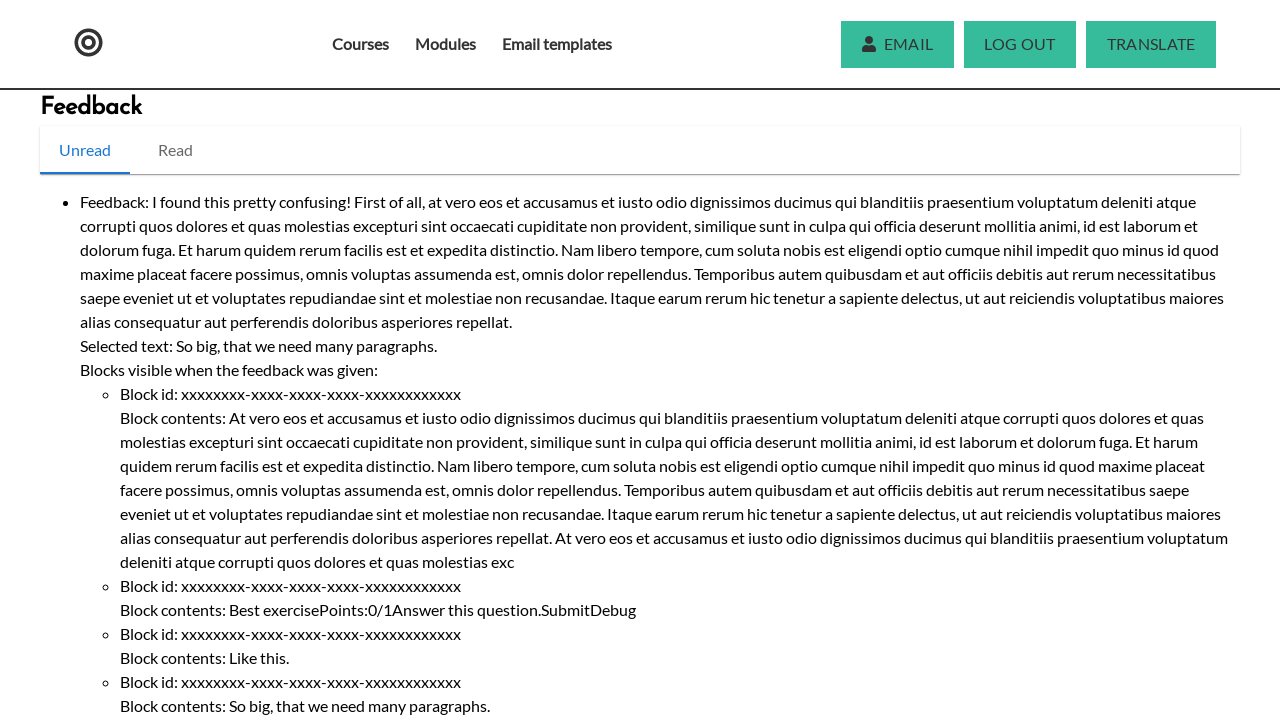 Courses Modules Email templates EMAIL LOG OUT TRANSLATE
Feedback
Unread Read
Feedback: I found this pretty confusing! First of all, at vero eos et accusamus et iusto odio dignissimos ducimus qui blanditiis praesentium voluptatum deleniti atque
corrupti quos dolores et quas molestias excepturi sint occaecati cupiditate non provident, similique sunt in culpa qui officia deserunt mollitia animi, id est laborum et
dolorum fuga. Et harum quidem rerum facilis est et expedita distinctio. Nam libero tempore, cum soluta nobis est eligendi optio cumque nihil impedit quo minus id quod
maxime placeat facere possimus, omnis voluptas assumenda est, omnis dolor repellendus. Temporibus autem quibusdam et aut officiis debitis aut rerum necessitatibus
saepe eveniet ut et voluptates repudiandae sint et molestiae non recusandae. Itaque earum rerum hic tenetur a sapiente delectus, ut aut reiciendis voluptatibus maiores
alias consequatur aut perferendis doloribus asperiores repellat.
Selected text: So big, that we need many paragraphs.
Blocks visible when the feedback was given:
Block id: xxxxxxxx-xxxx-xxxx-xxxx-xxxxxxxxxxxx
Block contents: At vero eos et accusamus et iusto odio dignissimos ducimus qui blanditiis praesentium voluptatum deleniti atque corrupti quos dolores et quas
molestias excepturi sint occaecati cupiditate non provident, similique sunt in culpa qui officia deserunt mollitia animi, id est laborum et dolorum fuga. Et harum
quidem rerum facilis est et expedita distinctio. Nam libero tempore, cum soluta nobis est eligendi optio cumque nihil impedit quo minus id quod maxime placeat
facere possimus, omnis voluptas assumenda est, omnis dolor repellendus. Temporibus autem quibusdam et aut officiis debitis aut rerum necessitatibus saepe
eveniet ut et voluptates repudiandae sint et molestiae non recusandae. Itaque earum rerum hic tenetur a sapiente delectus, ut aut reiciendis voluptatibus maiores
alias consequatur aut perferendis doloribus asperiores repellat. At vero eos et accusamus et iusto odio dignissimos ducimus qui blanditiis praesentium voluptatum
deleniti atque corrupti quos dolores et quas molestias exc
Block id: xxxxxxxx-xxxx-xxxx-xxxx-xxxxxxxxxxxx
Block contents: Best exercisePoints:0/1Answer this question.SubmitDebug
Block id: xxxxxxxx-xxxx-xxxx-xxxx-xxxxxxxxxxxx
Block contents: Like this.
Block id: xxxxxxxx-xxxx-xxxx-xxxx-xxxxxxxxxxxx
Block contents: So big, that we need many paragraphs.